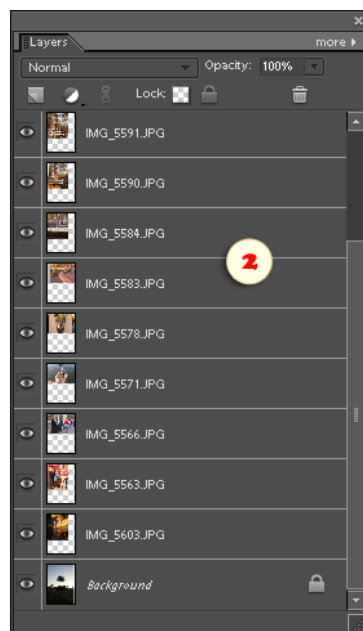 Layers more
Normal Opacity: 100%
Lock:
IMG_5591.JPG
IMG_5590.JPG
IMG_5584.JPG
2
IMG_5583.JPG
IMG_5578.JPG
IMG_5571.JPG
IMG_5566.JPG
IMG_5563.JPG
IMG_5603.JPG
Background